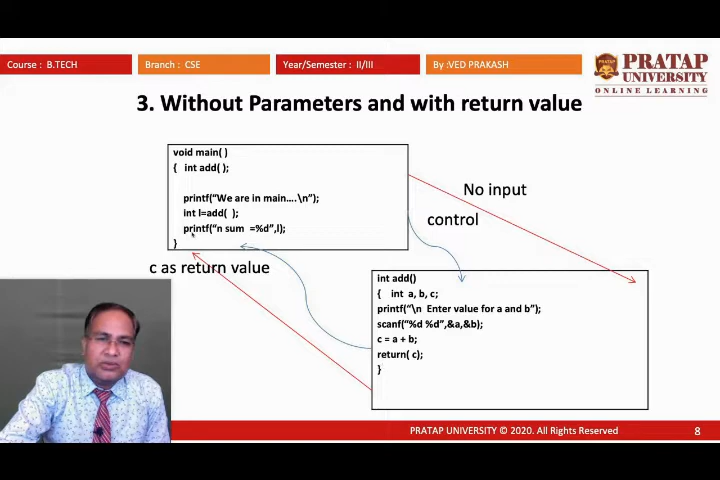 Course : B.TECH
Branch : CSE
Year/Semester : II/III
By :VED PRAKASH
PRATAP
PRATAP
UNIVERSITY
ONLINE LEARNING
3. Without Parameters and with return value
void main( )
{ int add( );
printf("We are in main....\n");
int l=add( );
printf("n sum =%d",l);
}
No input
control
c as return value
int add()
{ int a, b, c;
printf("\n Enter value for a and b");
scanf("%d %d",&a,&b);
c = a + b;
return( c);
}
PRATAP UNIVERSITY © 2020. All Rights Reserved
8